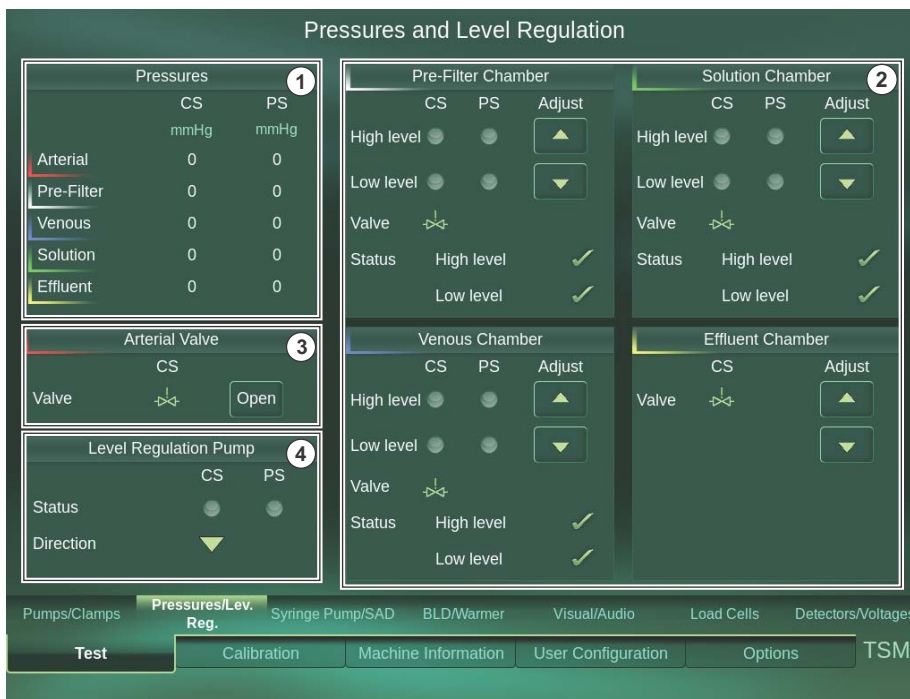 Pressures and Level Regulation
Pressures 1
CS PS
mmHg mmHg
Arterial 0 0
Pre-Filter 0 0
Venous 0 0
Solution 0 0
Effluent 0 0
Arterial Valve 3
CS
Valve Open
Level Regulation Pump 4
CS PS
Status
Direction
2
Pre-Filter Chamber
CS PS Adjust
High level
Low level
Valve
Status High level
Low level
Solution Chamber
CS PS Adjust
High level
Low level
Valve
Status High level
Low level
Venous Chamber
CS PS Adjust
High level
Low level
Valve
Status High level
Low level
Effluent Chamber
CS Adjust
Valve
Pumps/Clamps Pressures/Lev. Reg. Syringe Pump/SAD BLD/Warmer Visual/Audio Load Cells Detectors/Voltages
Test Calibration Machine Information User Configuration Options TSM